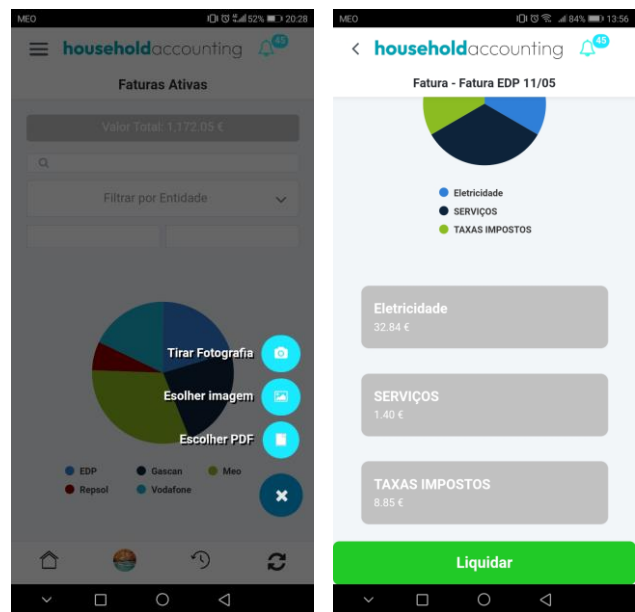 MEO
52% 20:28
householdaccounting
45
Faturas Ativas
Valor Total: 1,172.05 €
Filtrar por Entidade
Tirar Fotografia
Esolher imagem
Escolher PDF
EDP
Gascan
Meo
Repsol
Vodafone
MEO
84% 13:56
householdaccounting
45
Fatura - Fatura EDP 11/05
Eletricidade
SERVIÇOS
TAXAS IMPOSTOS
Eletricidade
32.84 €
SERVIÇOS
1.40 €
TAXAS IMPOSTOS
8.85 €
Liquidar